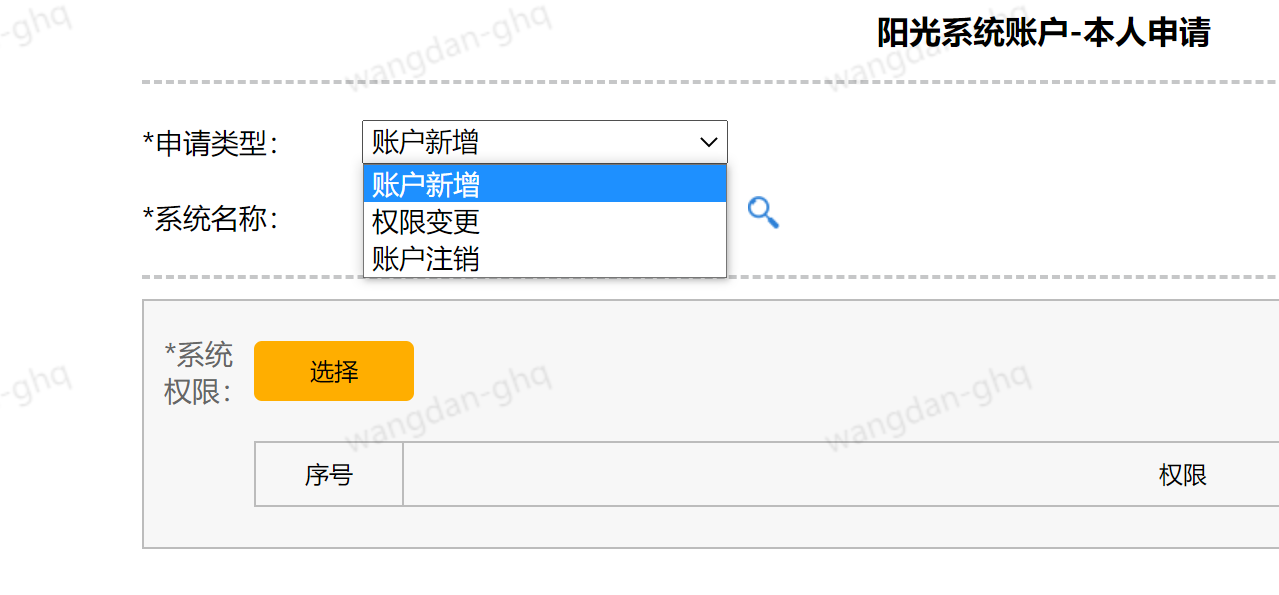 阳光系统账户-本人申请
*申请类型：
账户新增
账户新增
权限变更
账户注销
*系统名称：
*系统
权限：
选择
序号
权限
-ghq
wangdan-ghq
wangdan-ghq
-ghq
wangdan-ghq
wangdan-ghq